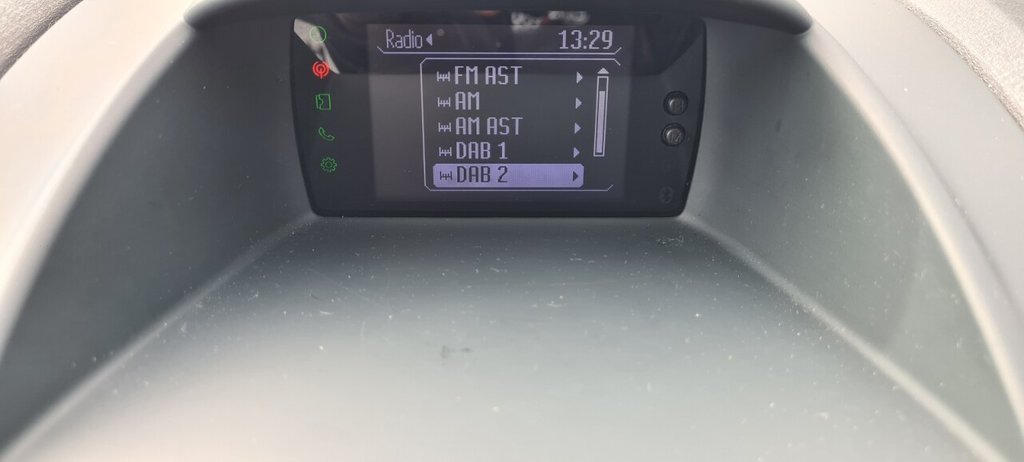 Radio 13:29
FM AST
AM
AM AST
DAB 1
DAB 2